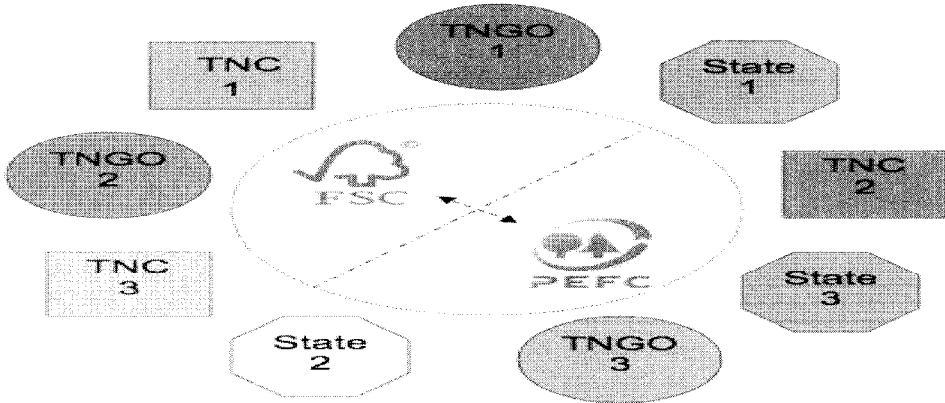 TNGO
1
TNC
1
State
1
TNGO
2
FSC
©
TNC
2
PEFC
TNC
3
State
3
State
2
TNGO
3